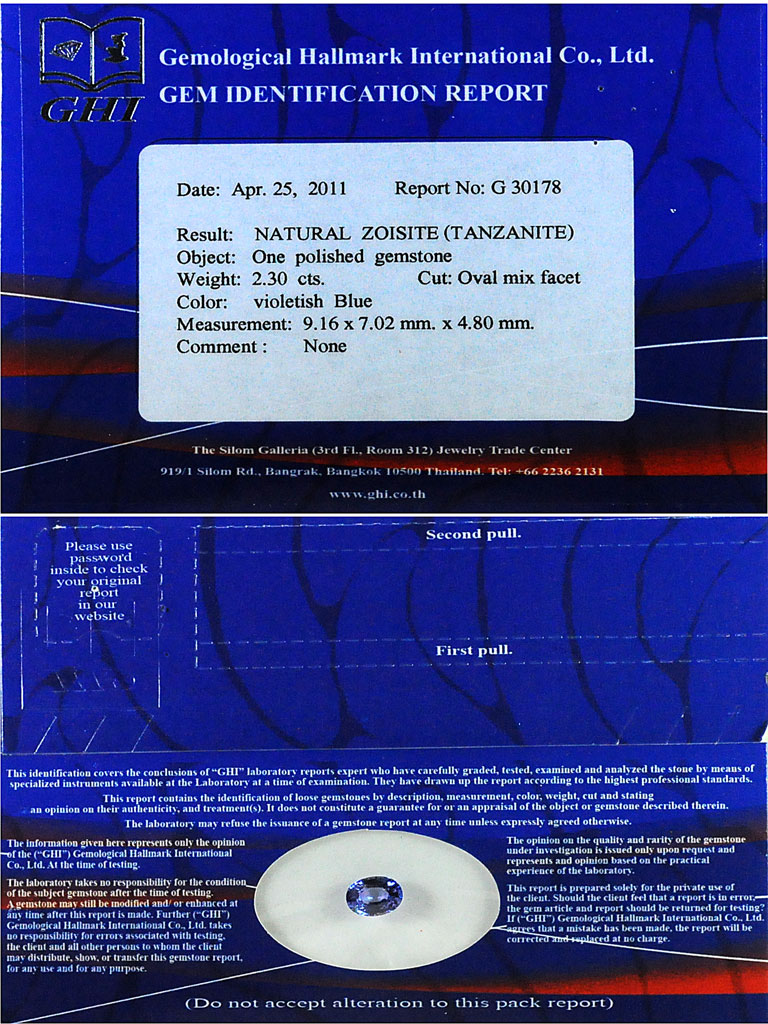 GHI
Gemological Hallmark International Co., Ltd.
GEM IDENTIFICATION REPORT
Date: Apr. 25, 2011 Report No: G 30178
Result: NATURAL ZOISITE (TANZANITE)
Object: One polished gemstone
Weight: 2.30 cts. Cut: Oval mix facet
Color: violetish Blue
Measurement: 9.16 x 7.02 mm. x 4.80 mm.
Comment : None
The Silom Galleria (3rd Fl., Room 312) Jewelry Trade Center
919/1 Silom Rd., Bangrak, Bangkok 10500 Thailand. Tel: +66 2236 2131
www.ghi.co.th
Please use
password
inside to check
your original
report
in our
website
Second pull.
First pull.
This identification covers the conclusions of “GHI” laboratory reports expert who have carefully graded, tested, examined and analyzed the stone by means of
specialized instruments available at the Laboratory at a time of examination. They have drawn up the report according to the highest professional standards.
This report contains the identification of loose gemstones by description, measurement, color, weight, cut and stating
an opinion on their authenticity, and treatment(s). It does not constitute a guarantee for or an appraisal of the object or gemstone described therein.
The laboratory may refuse the issuance of a gemstone report at any time unless expressly agreed otherwise.
The information given here represents only the opinion
of the (“GHI”) Gemological Hallmark International
Co., Ltd. At the time of testing.
The laboratory takes no responsibility for the condition
of the subject gemstone after the time of testing.
A gemstone may still be modified and/ or enhanced at
any time after this report is made. Further (“GHI”)
Gemological Hallmark International Co., Ltd. takes
no responsibility for errors associated with testing,
the client and all other persons to whom the client
may distribute, show, or transfer this gemstone report,
for any use and for any purpose.
The opinion on the quality and rarity of the gemstone
under investigation is issued only upon request and
represents and opinion based on the practical
experience of the laboratory.
This report is prepared solely for the private use of
the client. Should the client feel that a report is in error,
the gem article and report should be returned for testing?
If (“GHI”) Gemological Hallmark International Co., Ltd.
agrees that a mistake has been made, the report will be
corrected and replaced at no charge.
(Do not accept alteration to this pack report)